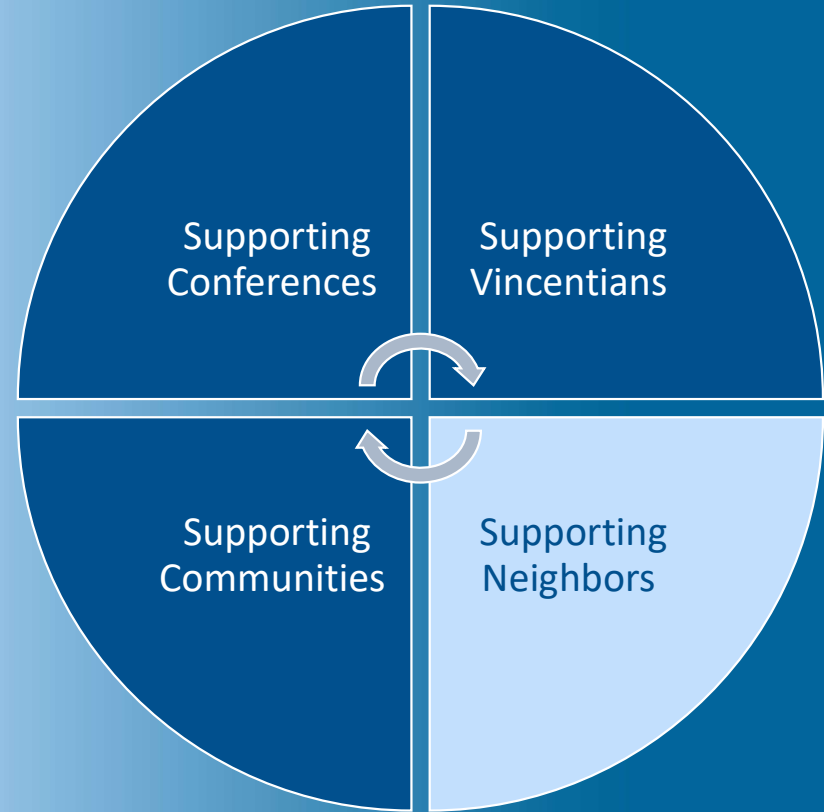 Supporting
Conferences
Supporting
Vincentians
Supporting
Communities
Supporting
Neighbors